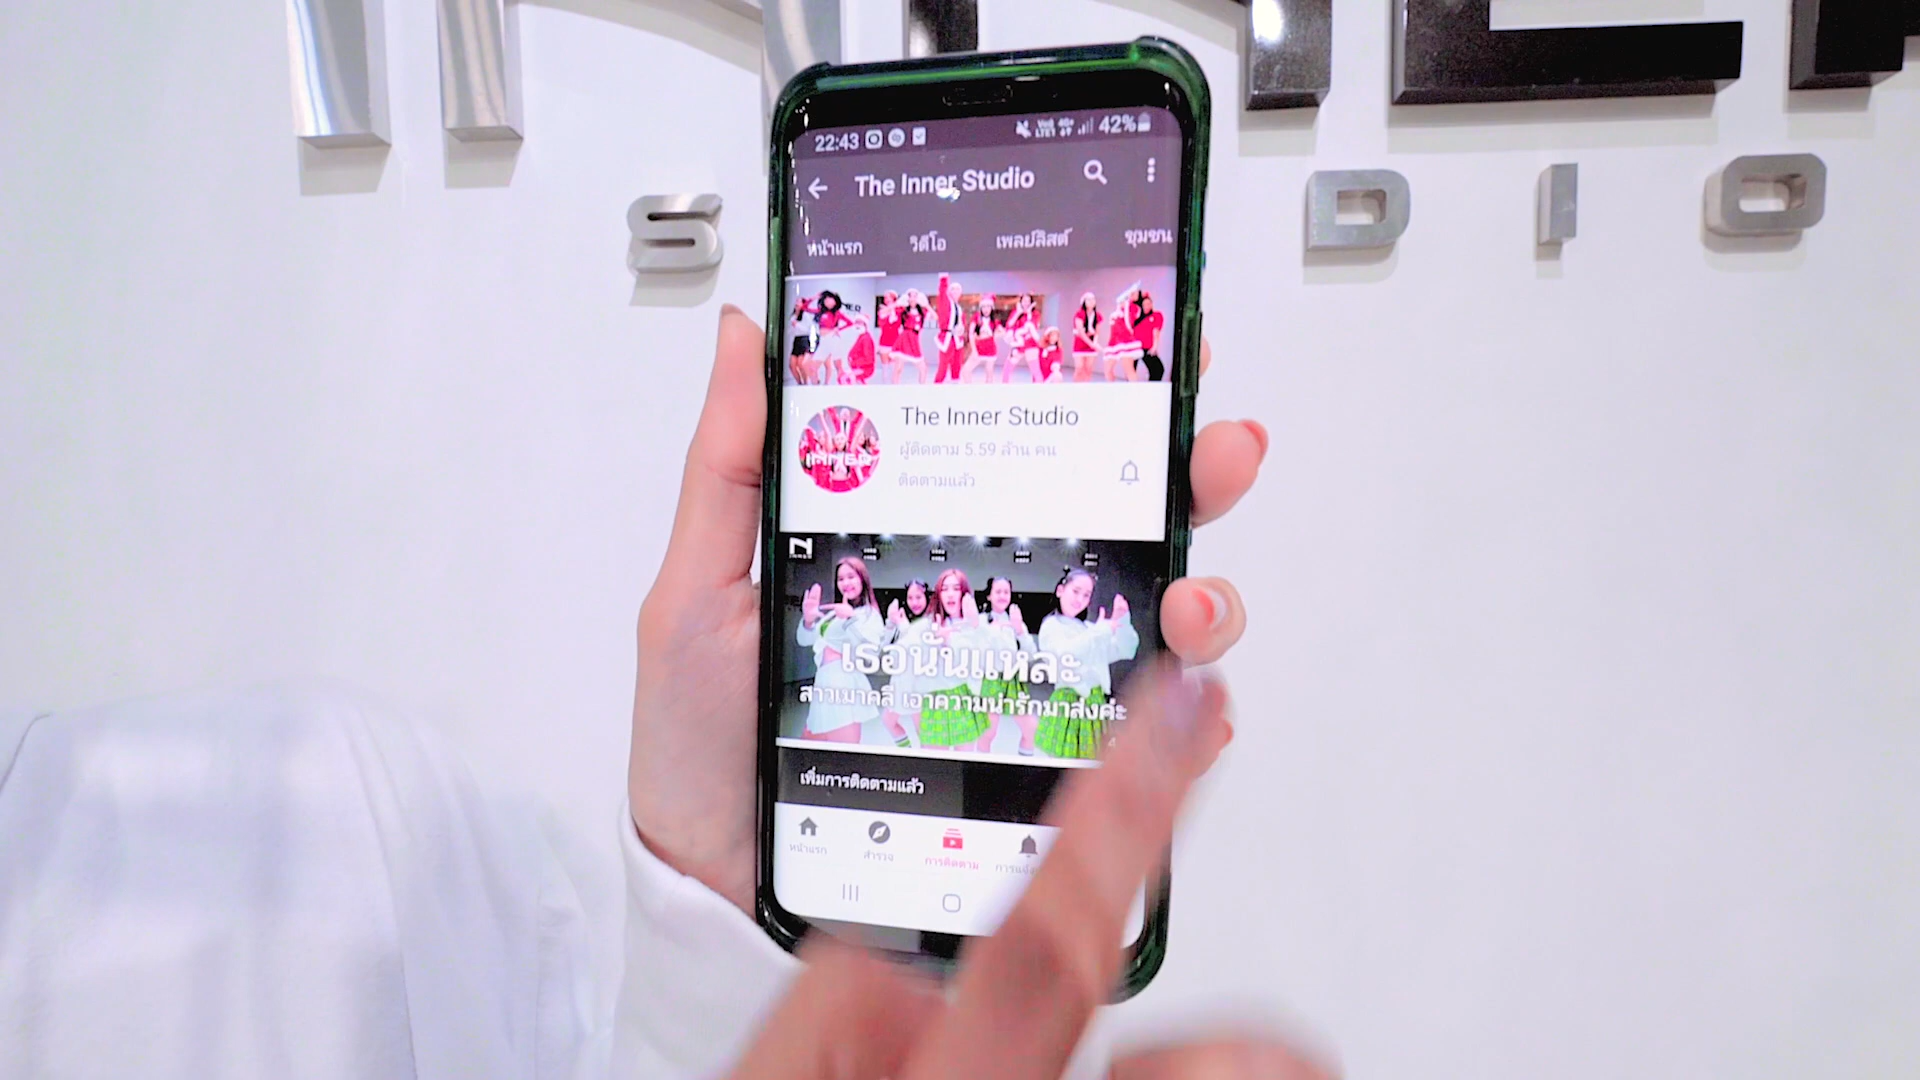 S
D I O
22:43
VoB 4G+
LTE1
42%
The Inner Studio
หน้าแรก วิดีโอ เพลย์ลิสต์ ชุมชน
INNER
The Inner Studio
ผู้ติดตาม 5.59 ล้าน คน
ติดตามแล้ว
เธอนั่นแหละ
สาวเมาคลี เอาความน่ารักมาส่งค่ะ
เพิ่มการติดตามแล้ว
หน้าแรก สำรวจ การติดตาม